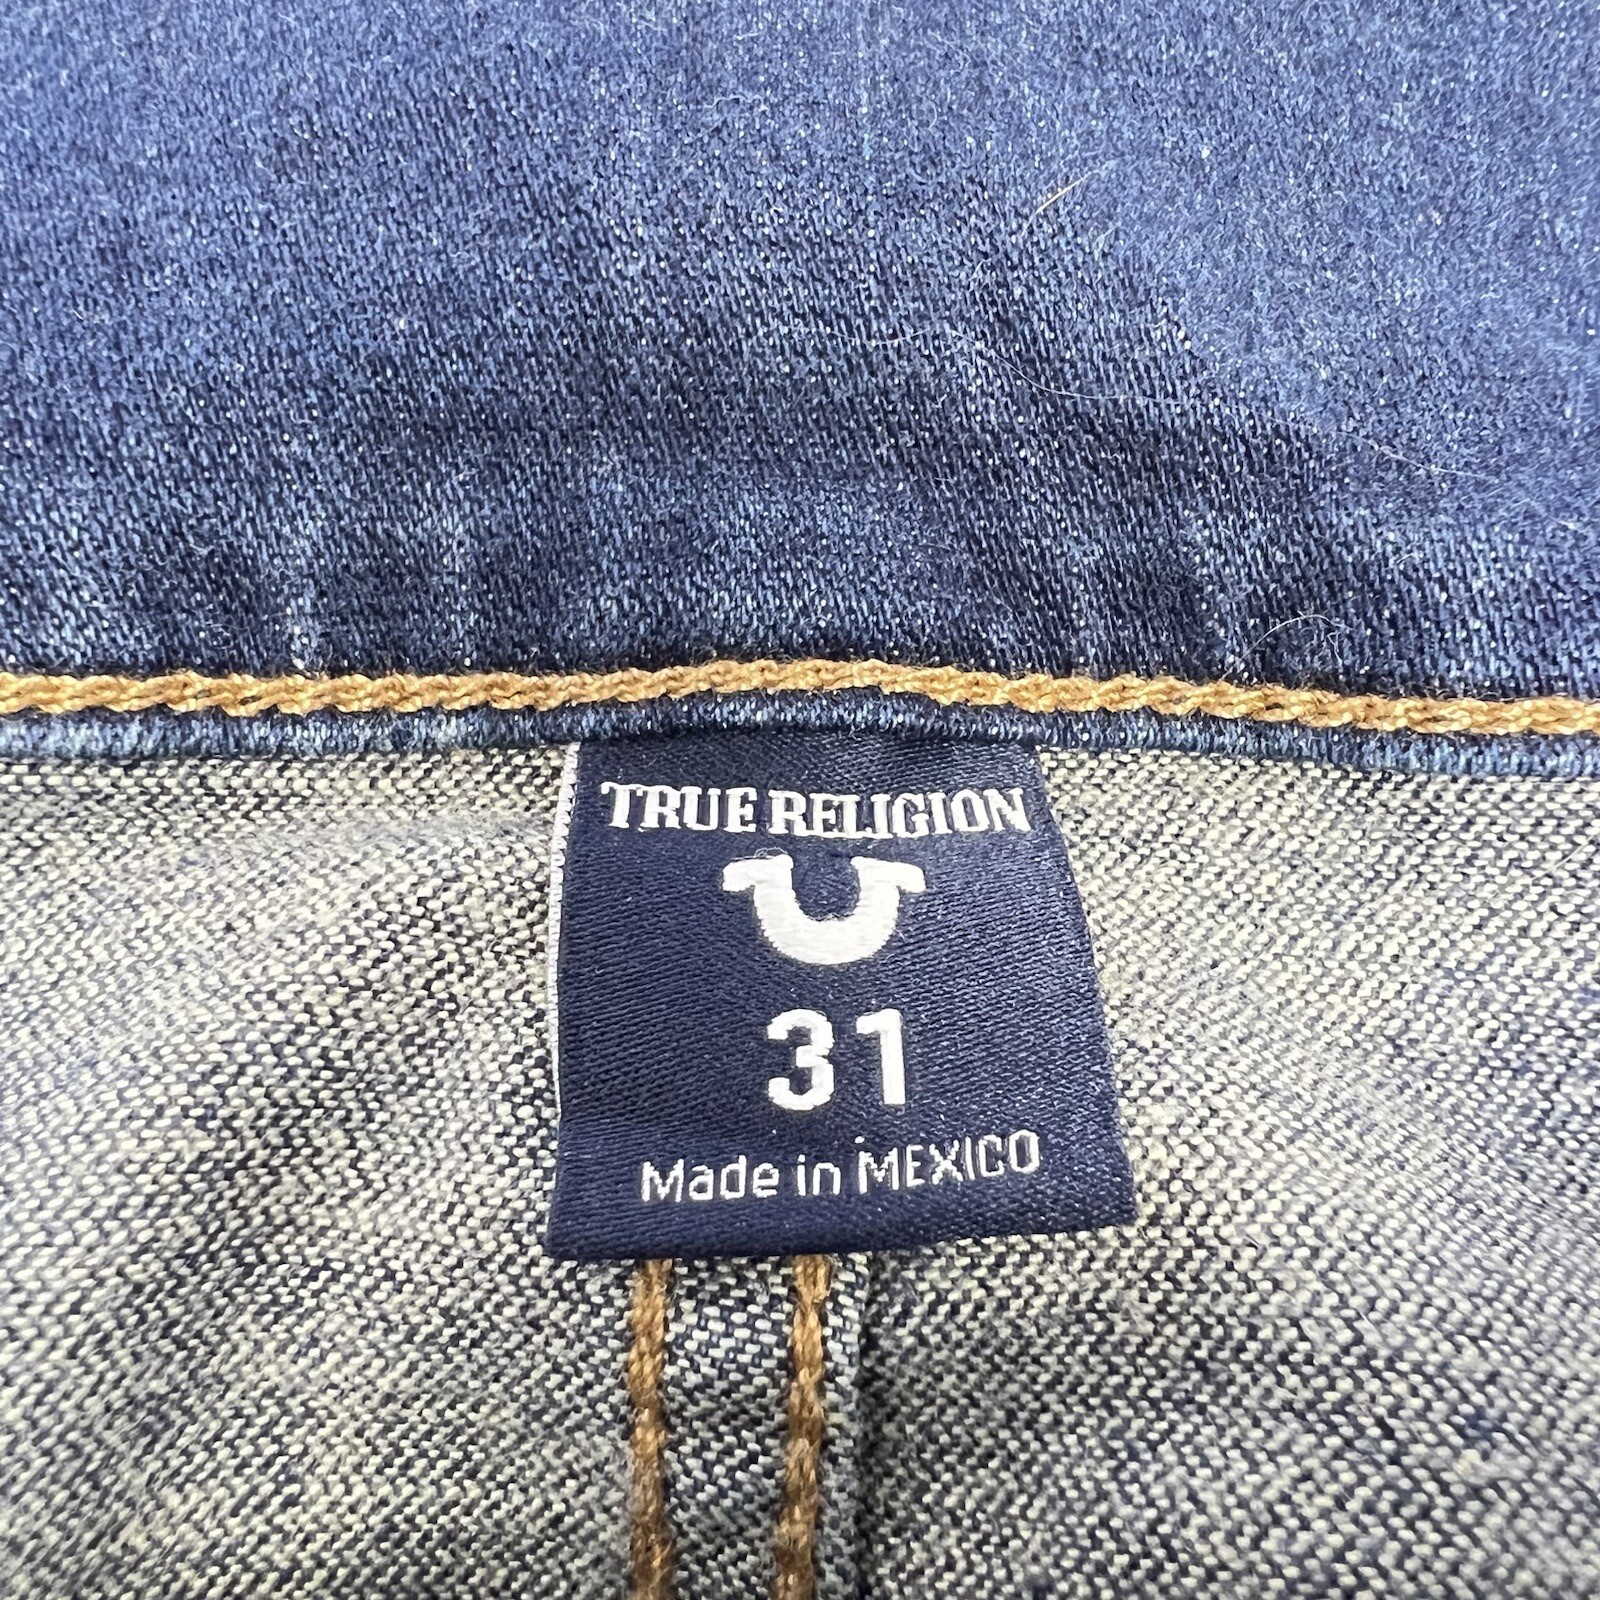 TRUE RELIGION
31
Made in MEXICO